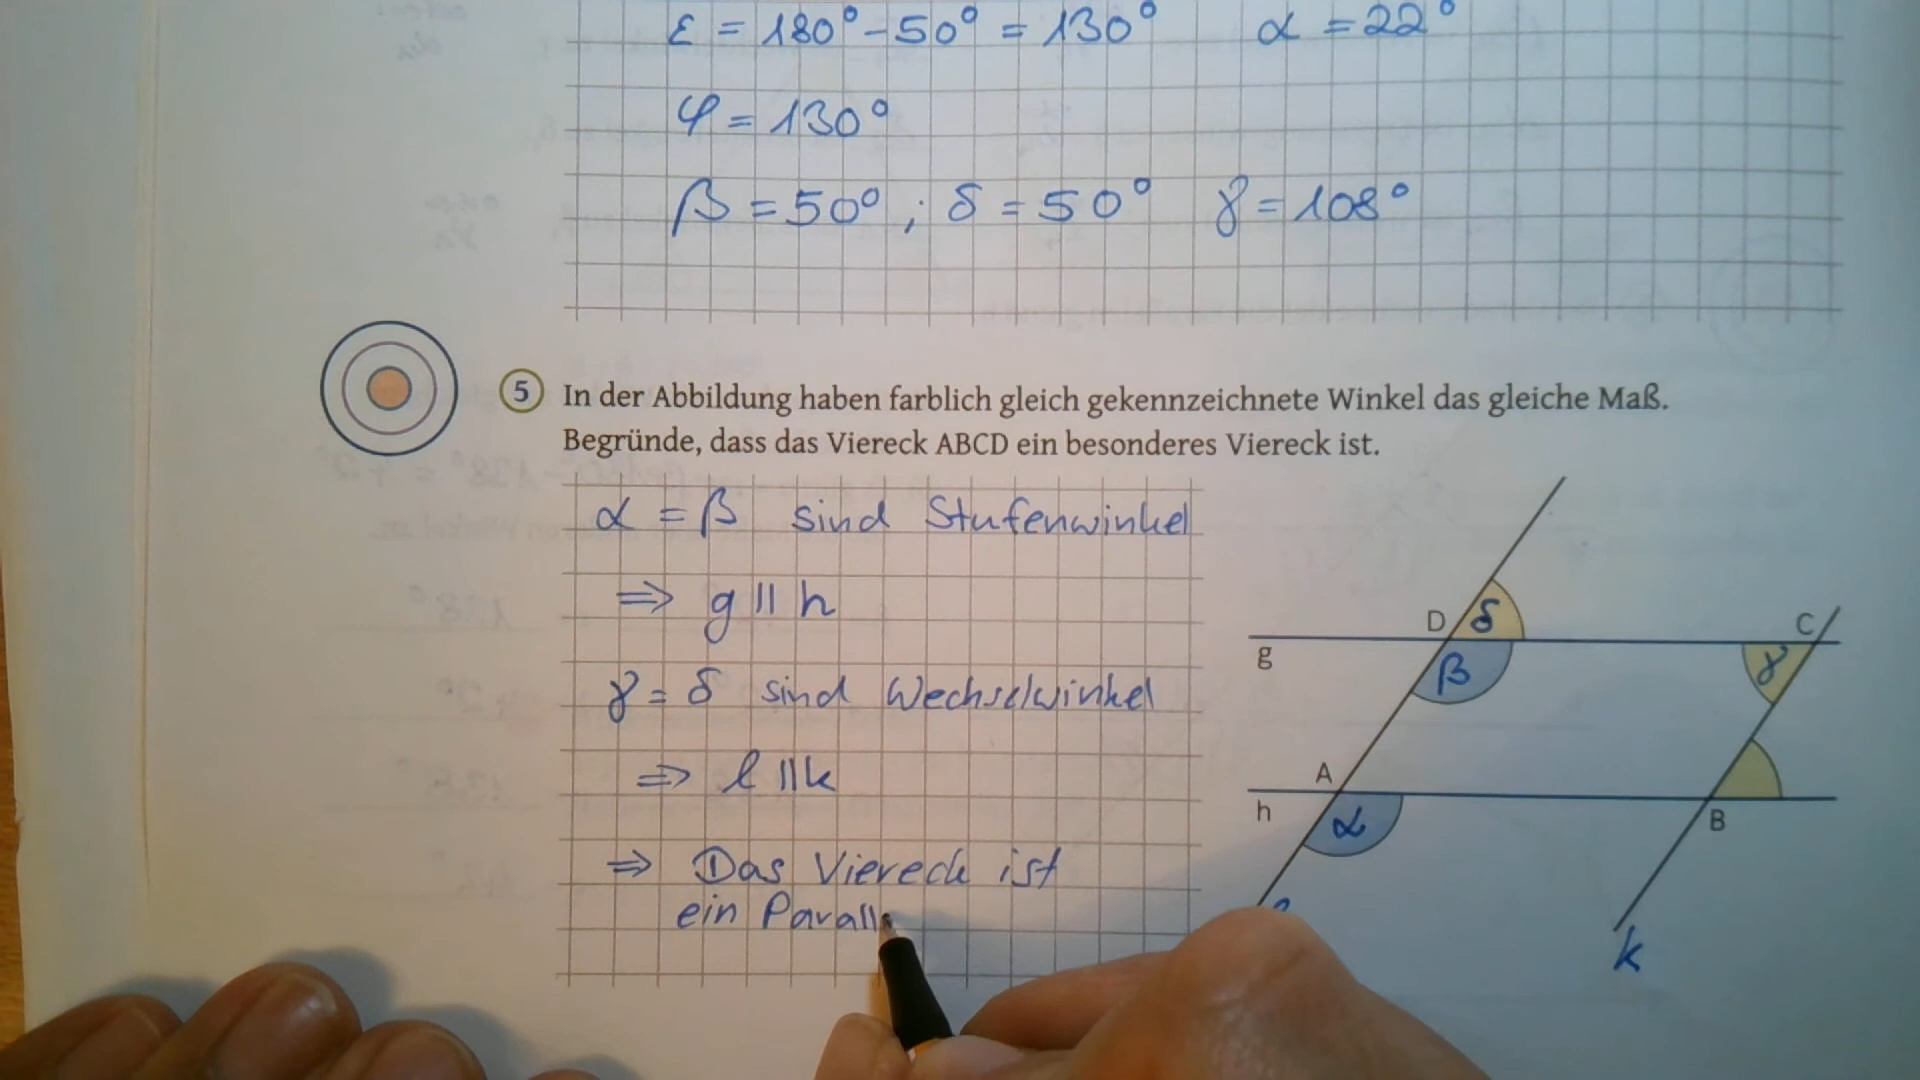 ε = 180° - 50° = 130° α = 22°
φ = 130°
β = 50° ; δ = 50° γ = 108°
5 In der Abbildung haben farblich gleich gekennzeichnete Winkel das gleiche Maß.
Begründe, dass das Viereck ABCD ein besonderes Viereck ist.
α = β sind Stufenwinkel
⇒ g || h
γ = δ sind Wechselwinkel
⇒ l || k
⇒ Das Viereck ist
ein Parall
D δ C
g β γ
A
h α B
k